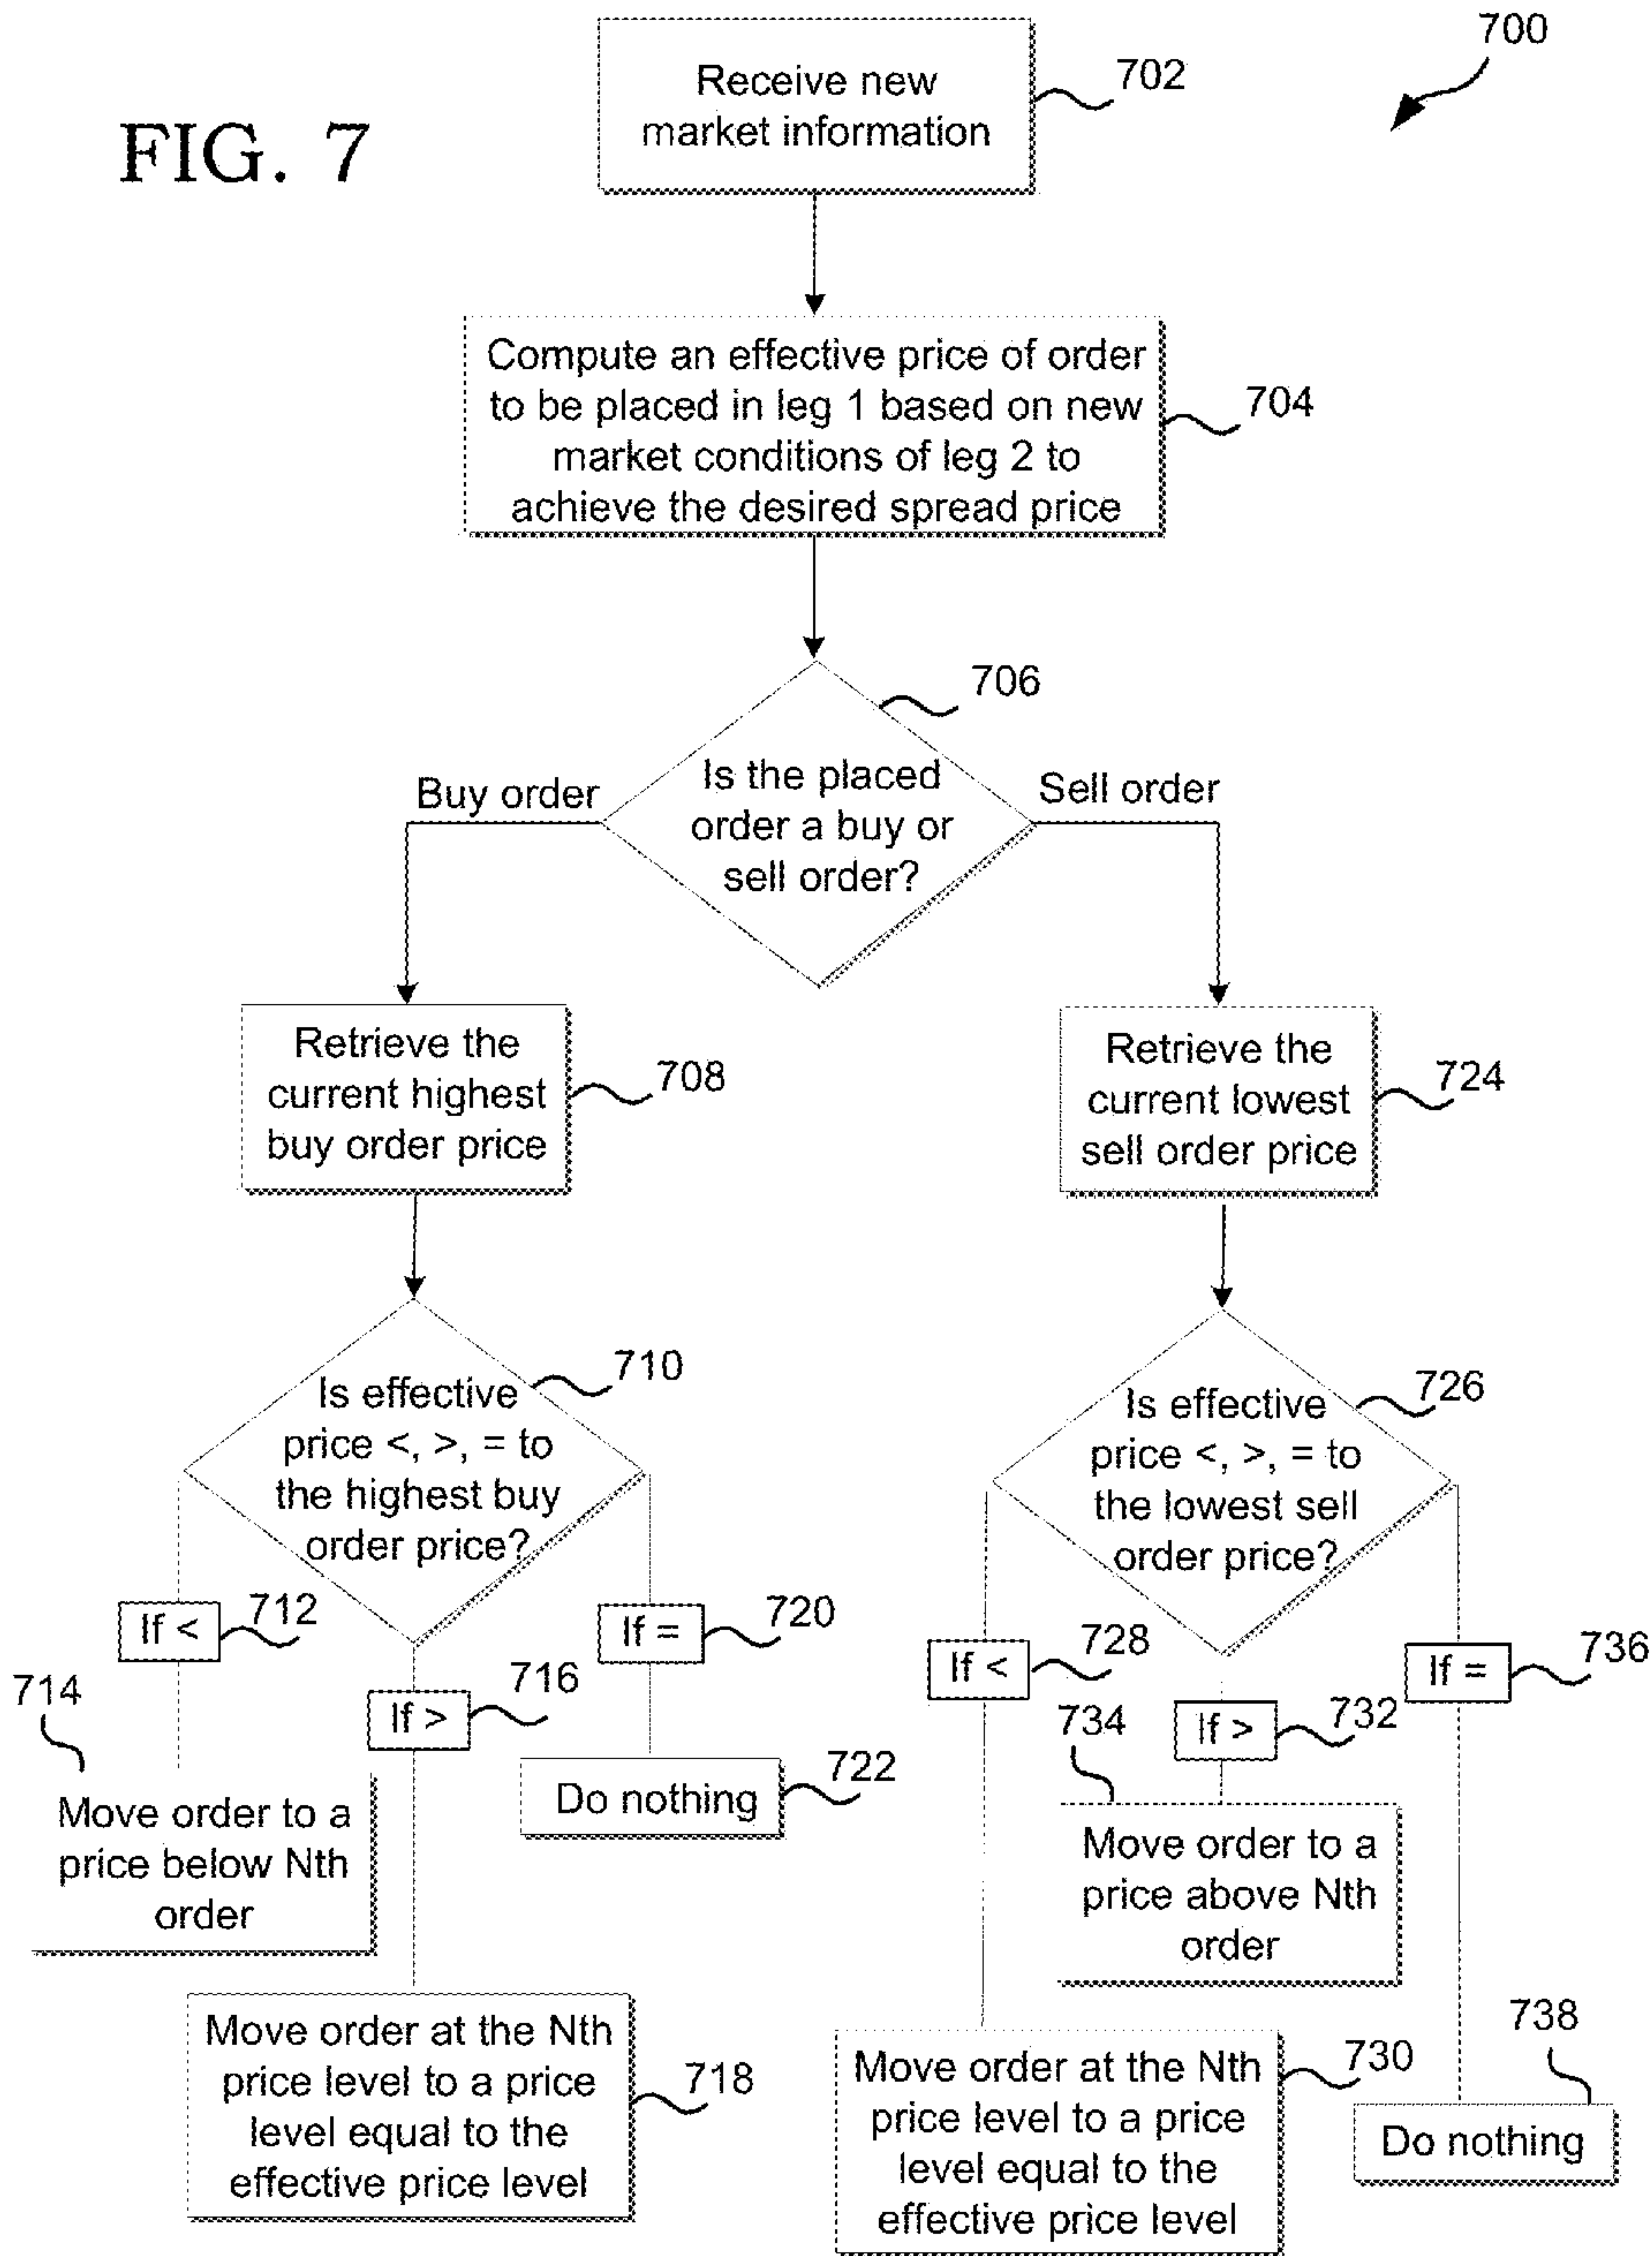 700
Receive new
market information
702
FIG. 7
Compute an effective price of order
to be placed in leg 1 based on new
market conditions of leg 2 to
achieve the desired spread price
704
706
Is the placed
order a buy or
sell order?
Buy order
Sell order
Retrieve the
current highest
buy order price
708
Retrieve the
current lowest
sell order price
724
Is effective
price <, >, = to
the highest buy
order price?
710
Is effective
price <, >, = to
the lowest sell
order price?
726
If <
712
If =
720
If >
716
If <
728
If =
736
If >
732
714
Move order to a
price below Nth
order
Do nothing
722
734
Move order to a
price above Nth
order
Move order at the Nth
price level to a price
level equal to the
effective price level
718
Move order at the Nth
price level to a price
level equal to the
effective price level
730
738
Do nothing